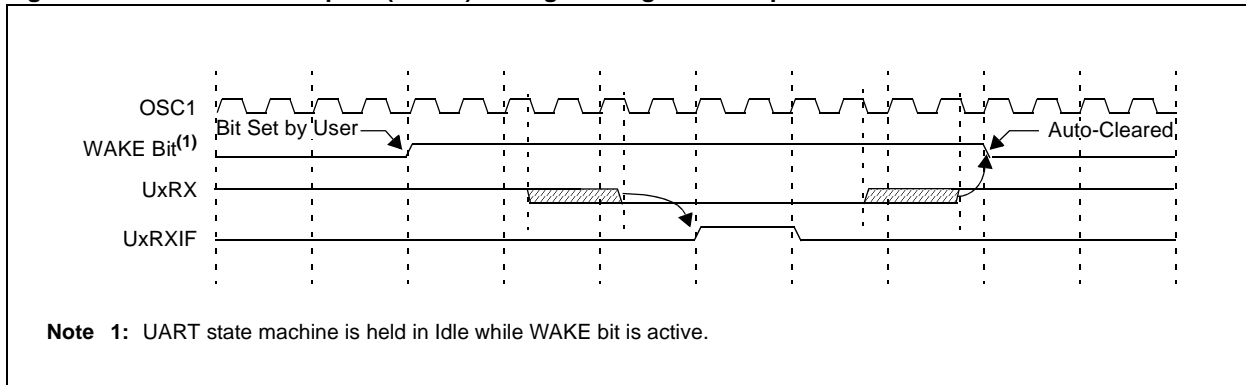 OSC1
Bit Set by User
Auto-Cleared
WAKE Bit(1)
UxRX
UxRXIF
Note 1: UART state machine is held in Idle while WAKE bit is active.